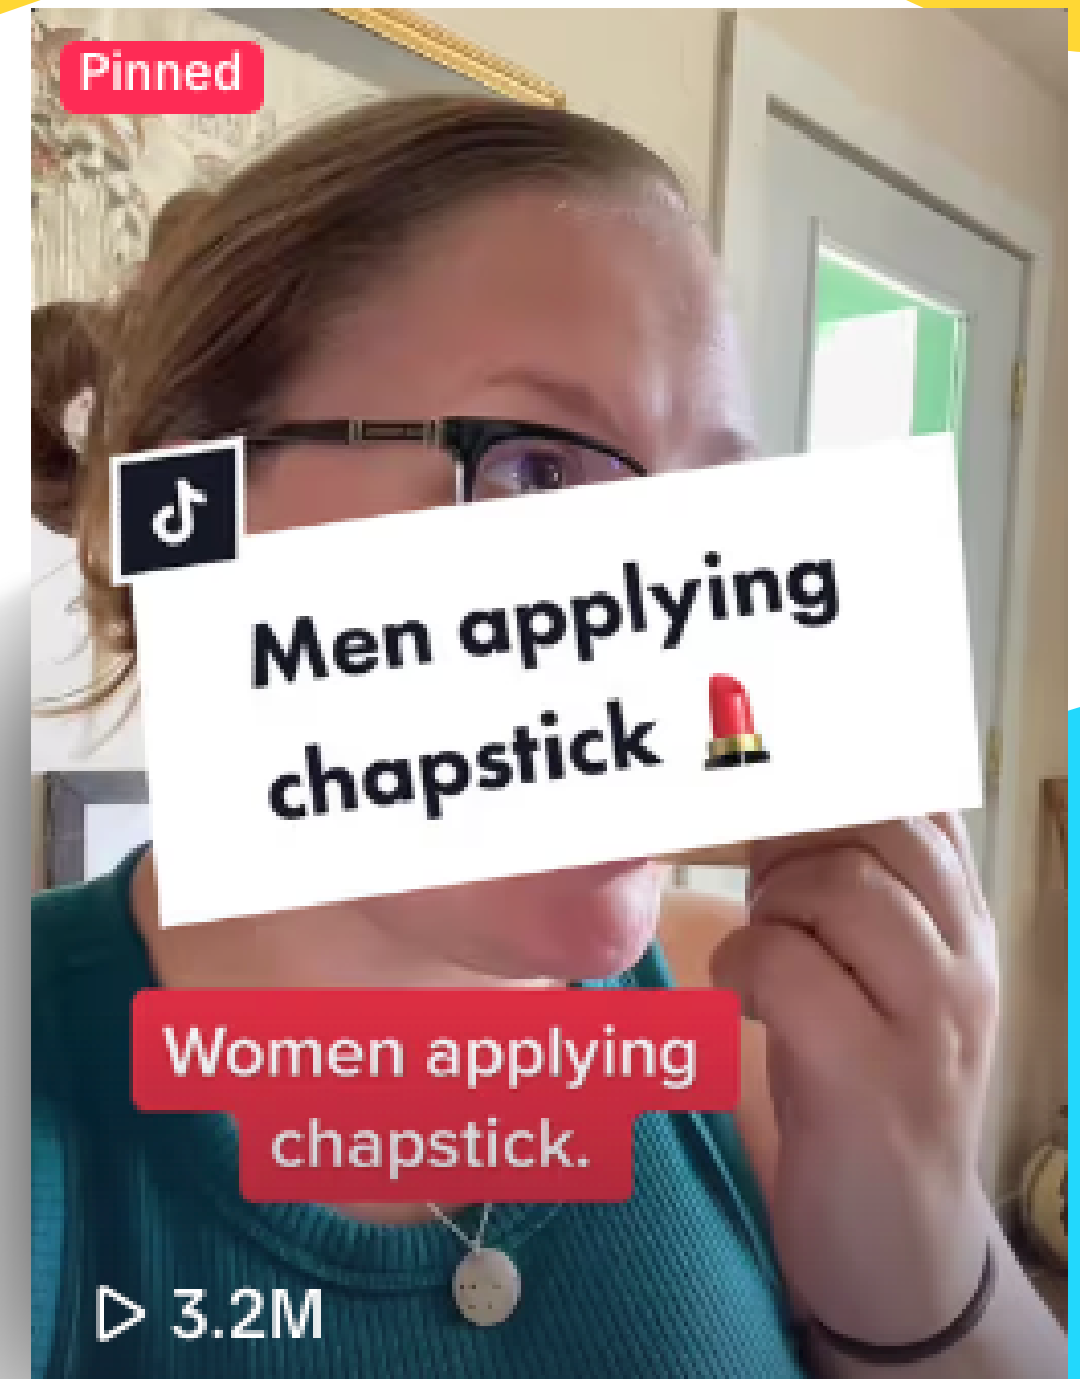 Pinned
Men applying
chapstick 💄
Women applying
chapstick.
3.2M